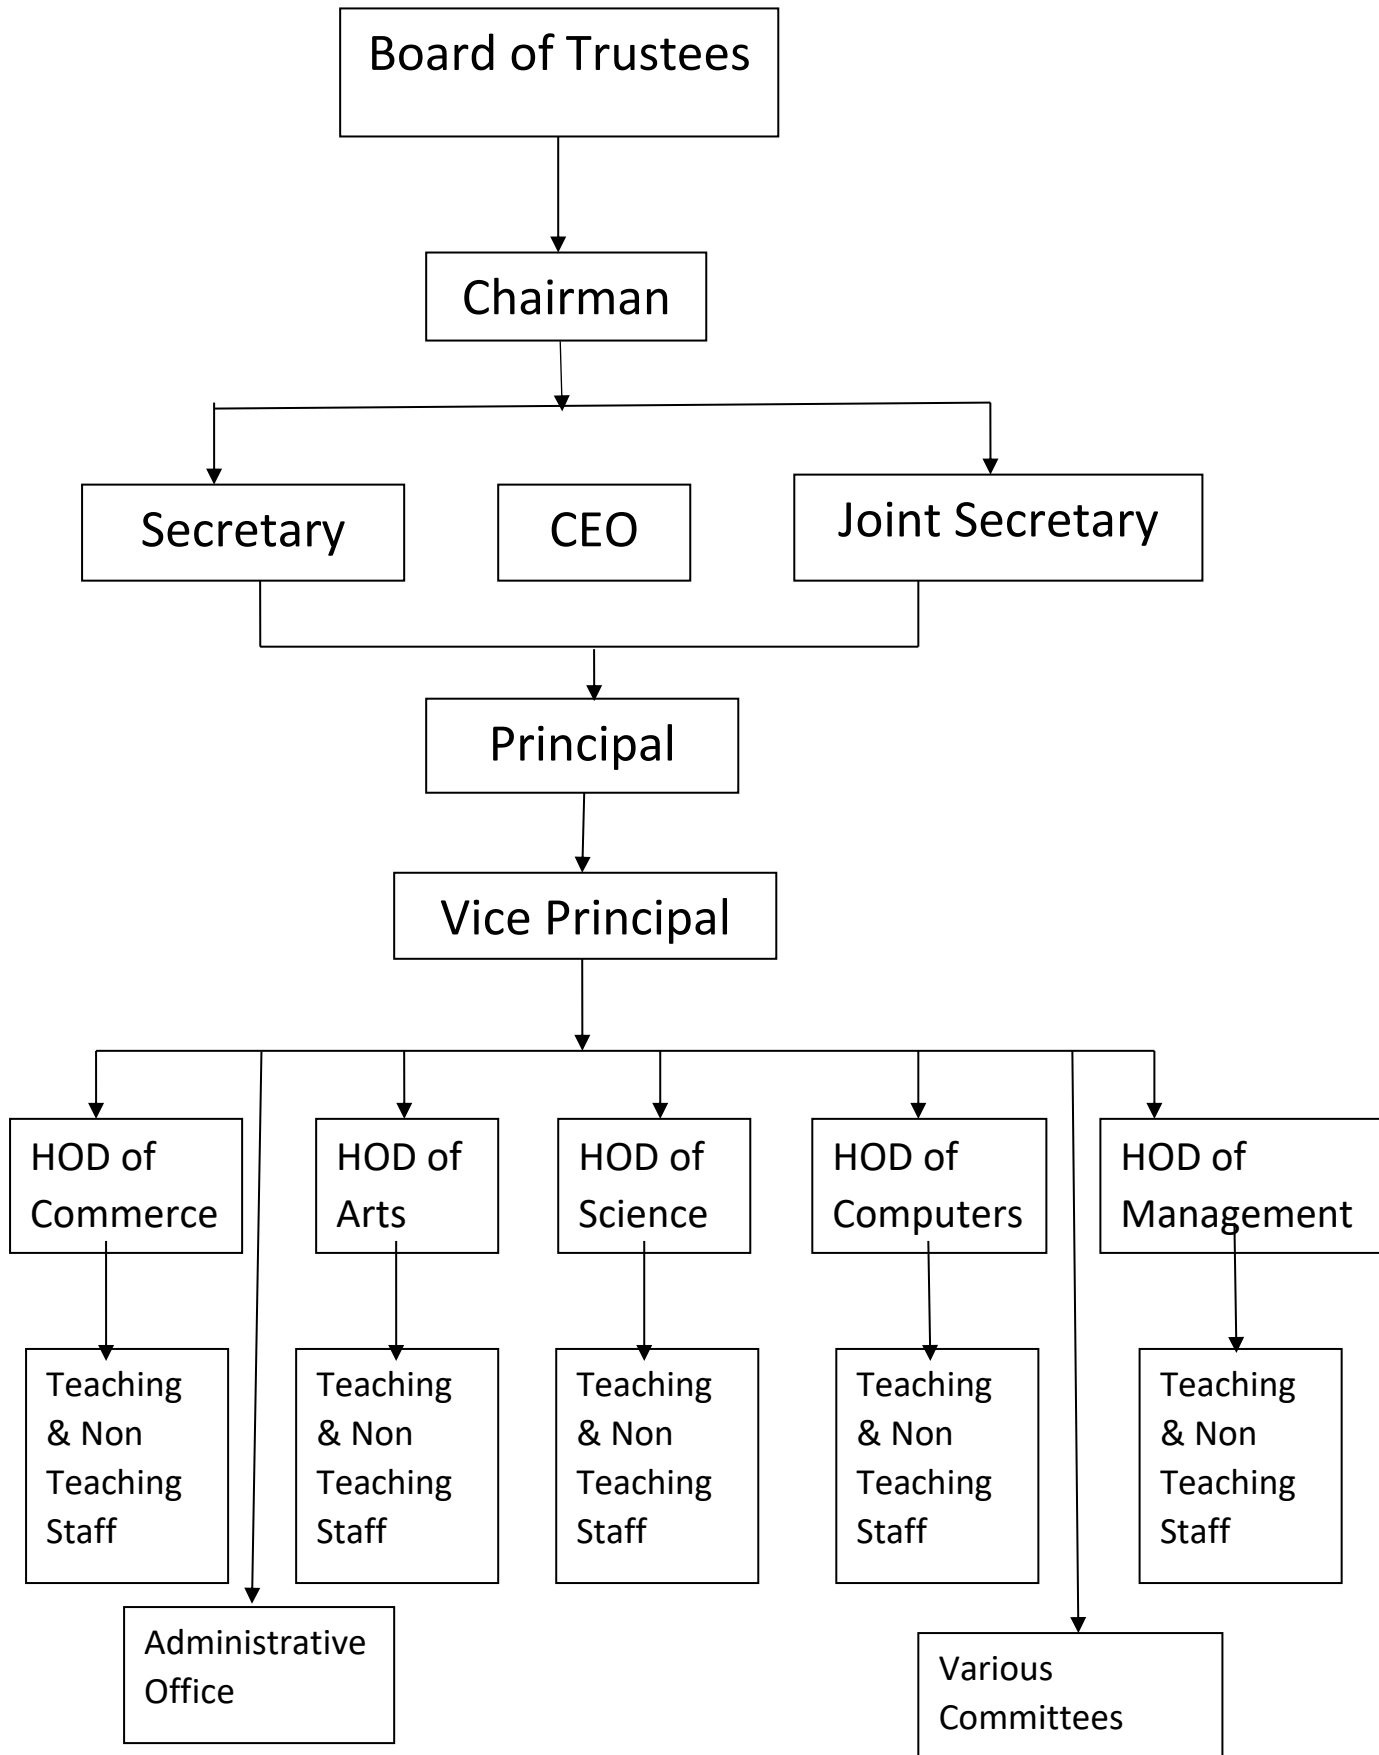 Board of Trustees
Chairman
Secretary
CEO
Joint Secretary
Principal
Vice Principal
HOD of
Commerce
HOD of
Arts
HOD of
Science
HOD of
Computers
HOD of
Management
Teaching
& Non
Teaching
Staff
Teaching
& Non
Teaching
Staff
Teaching
& Non
Teaching
Staff
Teaching
& Non
Teaching
Staff
Teaching
& Non
Teaching
Staff
Administrative
Office
Various
Committees